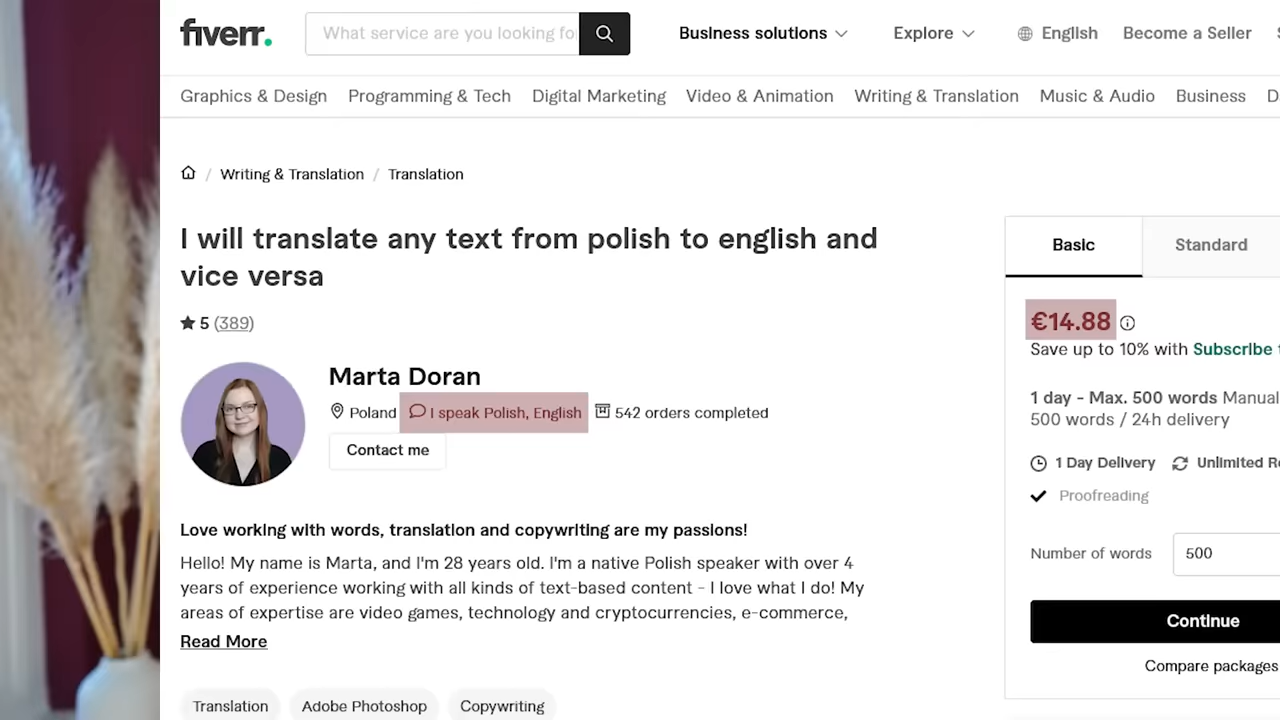 fiverr.
What service are you looking fo
Business solutions
Explore
English
Become a Seller
Graphics & Design
Programming & Tech
Digital Marketing
Video & Animation
Writing & Translation
Music & Audio
Business
Writing & Translation / Translation
I will translate any text from polish to english and
vice versa
5 (389)
Marta Doran
Poland
I speak Polish, English
542 orders completed
Contact me
Love working with words, translation and copywriting are my passions!
Hello! My name is Marta, and I'm 28 years old. I'm a native Polish speaker with over 4
years of experience working with all kinds of text-based content - I love what I do! My
areas of expertise are video games, technology and cryptocurrencies, e-commerce,
Read More
Translation
Adobe Photoshop
Copywriting
Basic
Standard
€14.88
Save up to 10% with Subscribe
1 day - Max. 500 words Manual
500 words / 24h delivery
1 Day Delivery
Unlimited Re
Proofreading
Number of words
500
Continue
Compare packages